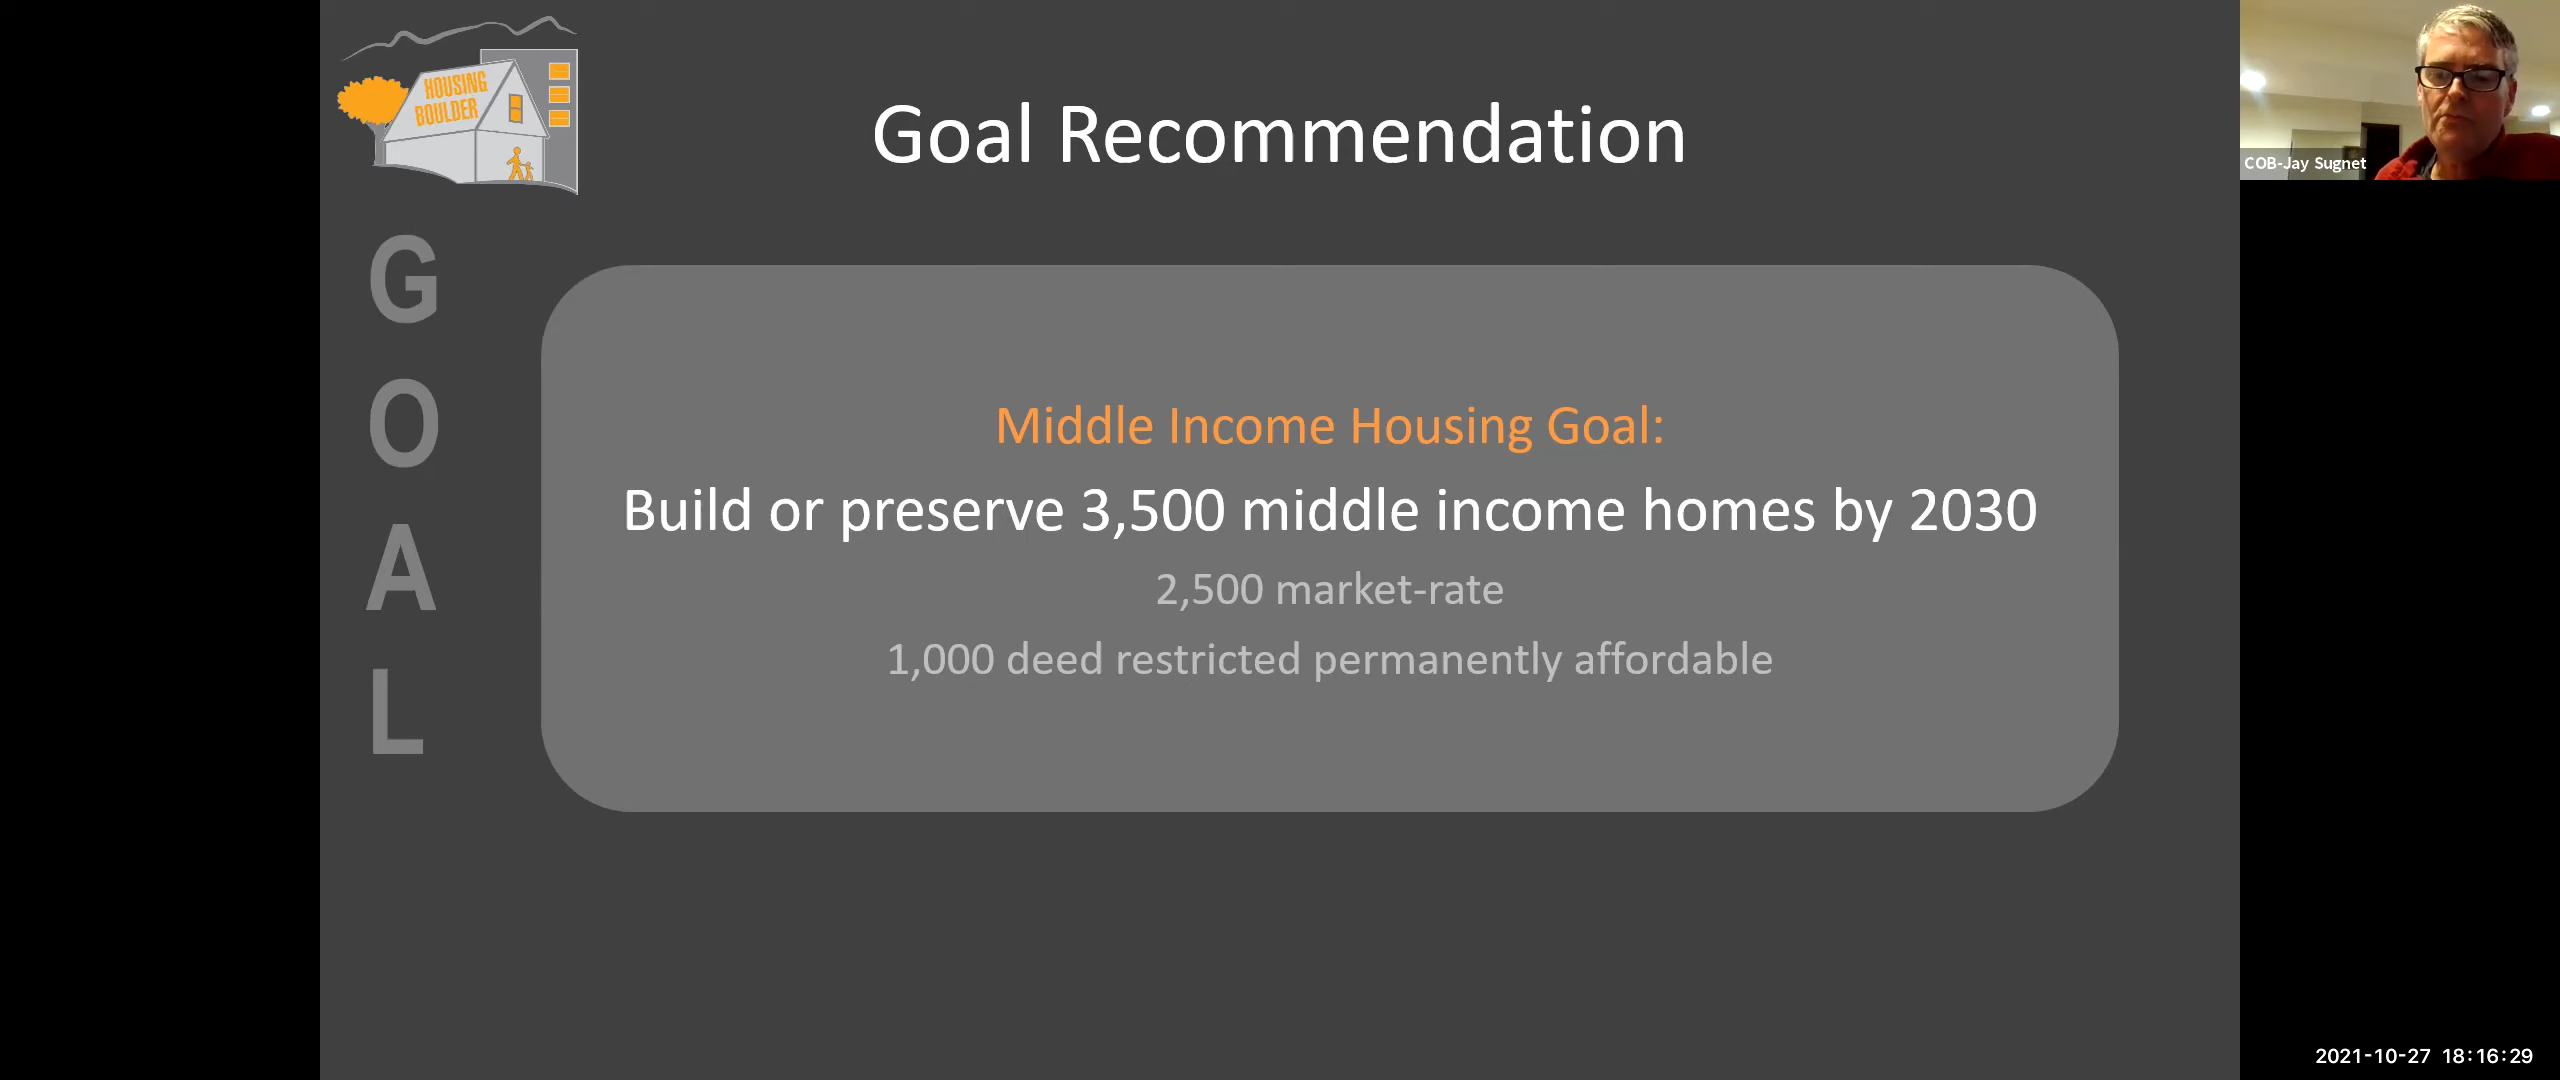 HOUSING
BOULDER
Goal Recommendation
COB-Jay Sugnet
G
O
A
L
Middle Income Housing Goal:
Build or preserve 3,500 middle income homes by 2030
2,500 market-rate
1,000 deed restricted permanently affordable
2021-10-27 18:16:29